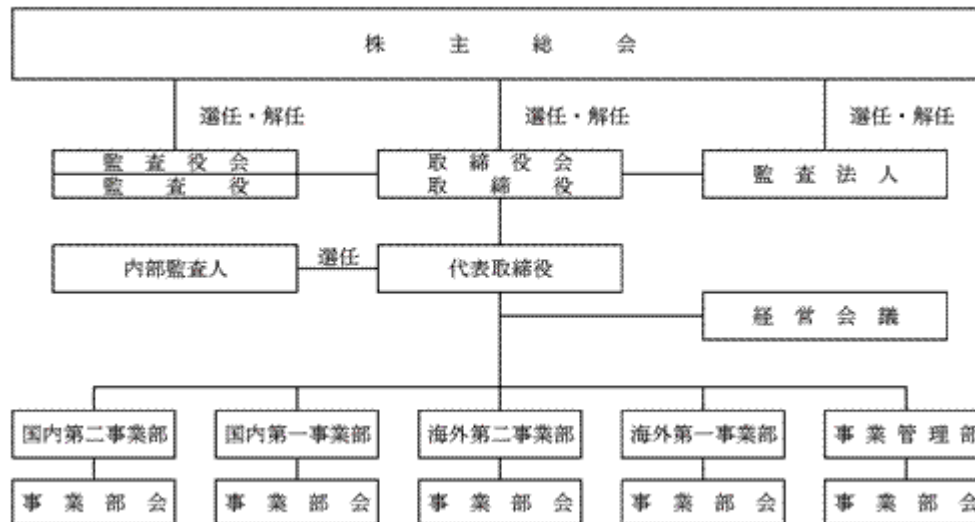 株主総会
選任・解任
選任・解任
選任・解任
監査役会
監査役
取締役会
取締役
監査法人
内部監査人
選任
代表取締役
経営会議
国内第二事業部
国内第一事業部
海外第二事業部
海外第一事業部
事業管理部
事業部会
事業部会
事業部会
事業部会
事業部会